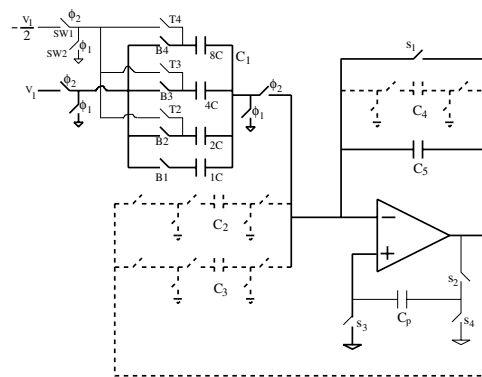 − v₁/2 ϕ₂ SW1 T4
SW2 ϕ₁ B4 8C C₁
T3
v₁ ϕ₂ B3 4C ϕ₂
ϕ₁ T2 ϕ₁
B2 2C
B1 1C
s₁
C₄
C₅
C₂
C₃
−
+
s₂
s₃ Cₚ s₄